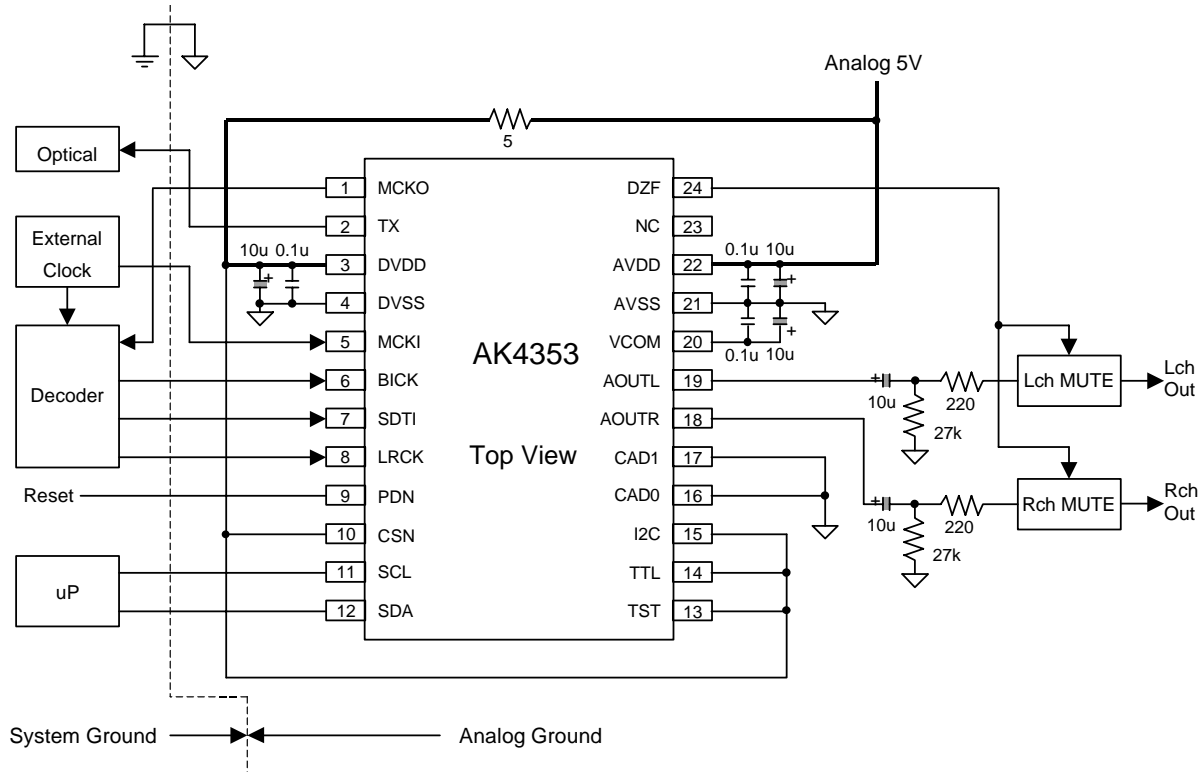 Analog 5V
5
Optical
External
Clock
Decoder
Reset
uP
10u 0.1u
1 MCKO
2 TX
3 DVDD
4 DVSS
5 MCKI
6 BICK
7 SDTI
8 LRCK
9 PDN
10 CSN
11 SCL
12 SDA
AK4353
Top View
DZF 24
NC 23
AVDD 22
AVSS 21
VCOM 20
AOUTL 19
AOUTR 18
CAD1 17
CAD0 16
I2C 15
TTL 14
TST 13
0.1u 10u
+
+
+
0.1u 10u
+
10u
220
27k
Lch MUTE
Lch
Out
+
10u
220
27k
Rch MUTE
Rch
Out
System Ground
Analog Ground